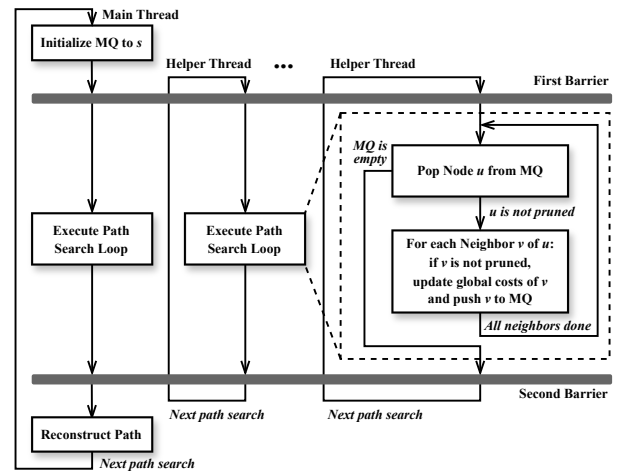 Main Thread
Initialize MQ to s
Helper Thread
...
Helper Thread
First Barrier
MQ is
empty
Pop Node u from MQ
u is not pruned
Execute Path
Search Loop
Execute Path
Search Loop
For each Neighbor v of u:
if v is not pruned,
update global costs of v
and push v to MQ
All neighbors done
Second Barrier
Next path search
Next path search
Reconstruct Path
Next path search